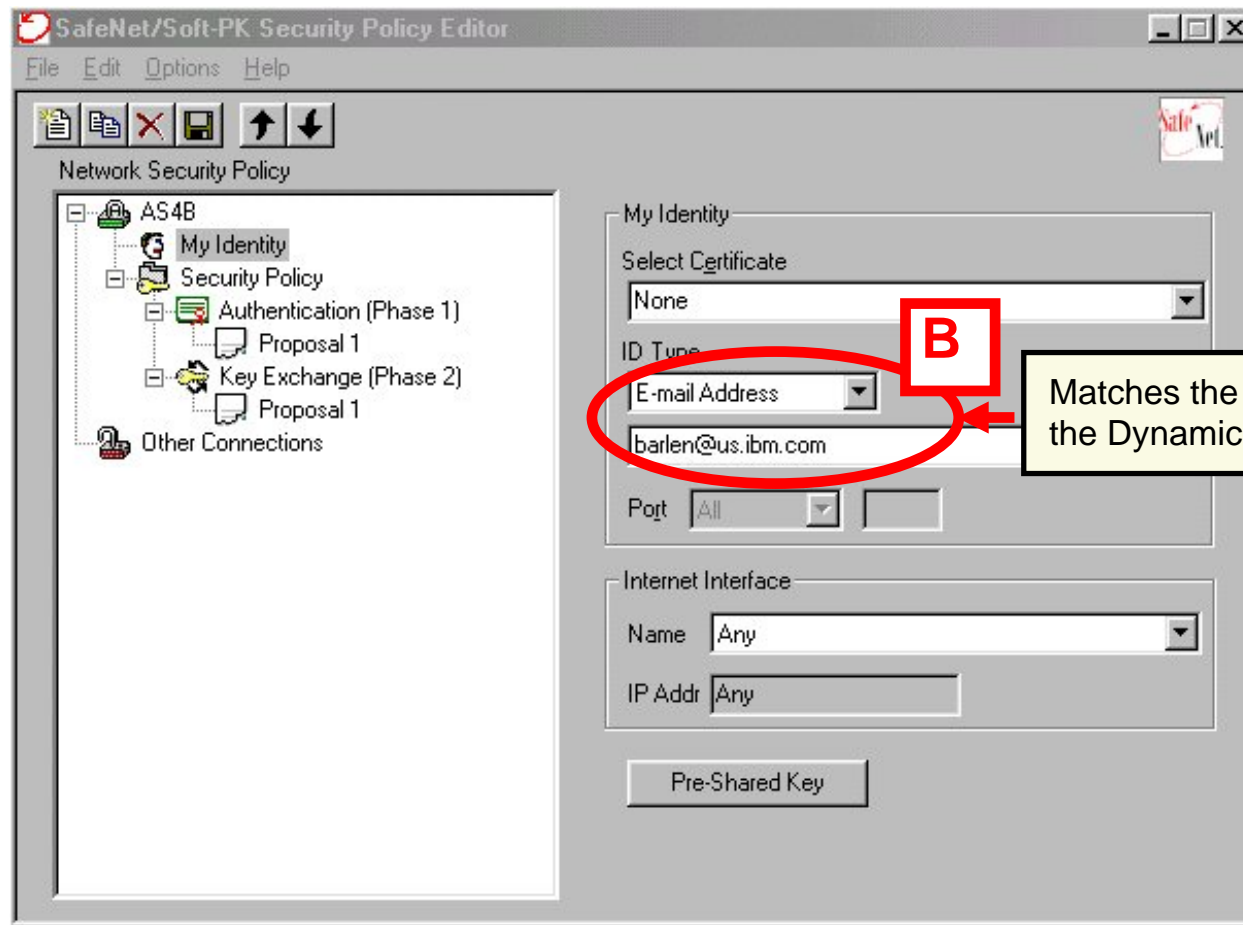 SafeNet/Soft-PK Security Policy Editor
File Edit Options Help
Safe Net.
Network Security Policy
AS4B
My Identity
Security Policy
Authentication (Phase 1)
Proposal 1
Key Exchange (Phase 2)
Proposal 1
Other Connections
My Identity
Select Certificate
None
ID Type
B
E-mail Address
barlen@us.ibm.com
Matches the
the Dynamic
Port All
Internet Interface
Name Any
IP Addr Any
Pre-Shared Key